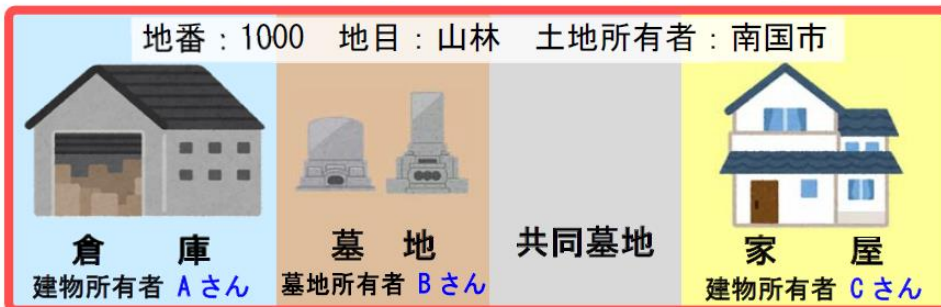 地番：1000　地目：山林　土地所有者：南国市
倉　庫
建物所有者 Aさん
墓　地
墓地所有者 Bさん
共同墓地
家　屋
建物所有者 Cさん